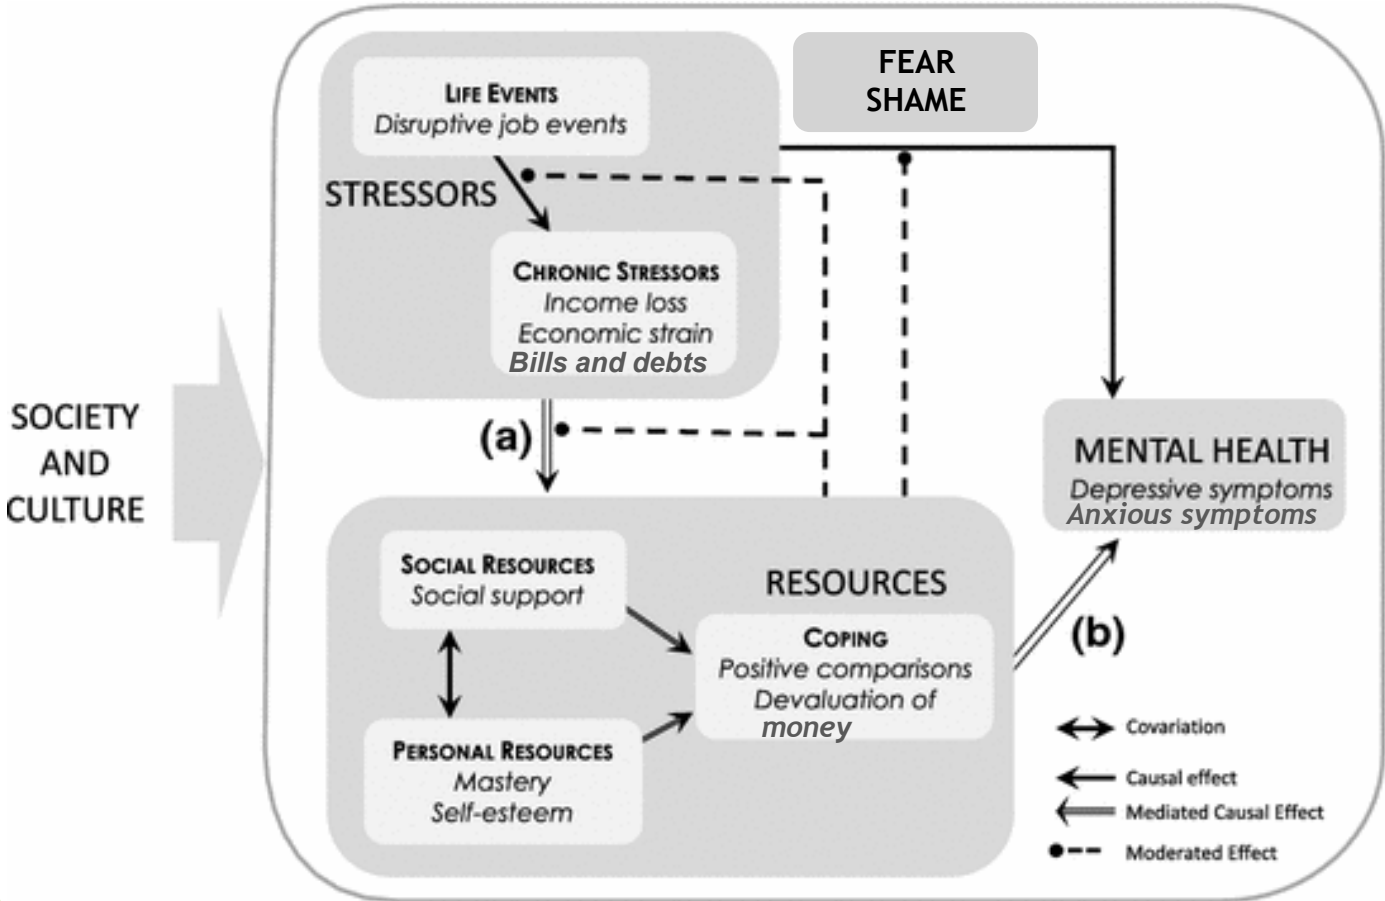 FEAR
SHAME
LIFE EVENTS
Disruptive job events
STRESSORS
CHRONIC STRESSORS
Income loss
Economic strain
Bills and debts
SOCIETY
AND
CULTURE
(a)
MENTAL HEALTH
Depressive symptoms
Anxious symptoms
SOCIAL RESOURCES
Social support
RESOURCES
COPING
Positive comparisons
Devaluation of
money
(b)
PERSONAL RESOURCES
Mastery
Self-esteem
Covariation
Causal effect
Mediated Causal Effect
Moderated Effect